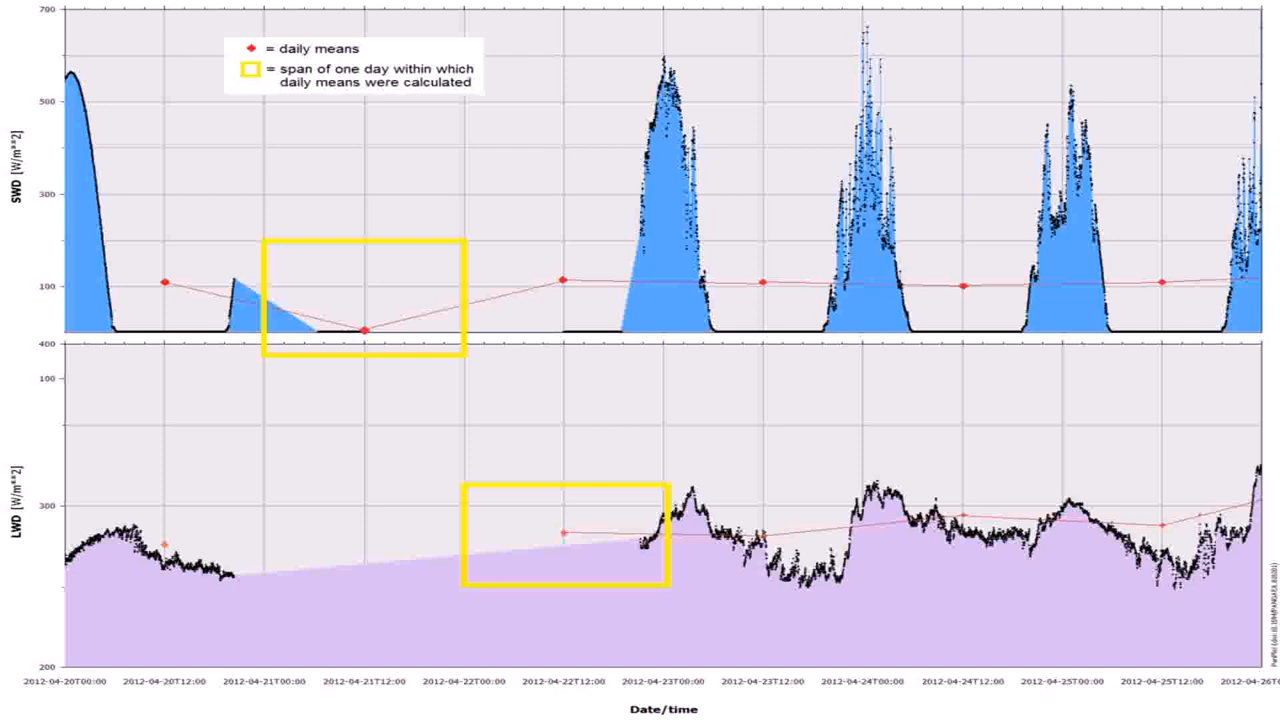 700
500
300
100
SWD [W/m**2]
= daily means
= span of one day within which
daily means were calculated
400
100
300
200
LWD [W/m**2]
2012-04-20T00:00 2012-04-20T12:00 2012-04-21T00:00 2012-04-21T12:00 2012-04-22T00:00 2012-04-22T12:00 2012-04-23T00:00 2012-04-23T12:00 2012-04-24T00:00 2012-04-24T12:00 2012-04-25T00:00 2012-04-25T12:00 2012-04-26T
Date/time